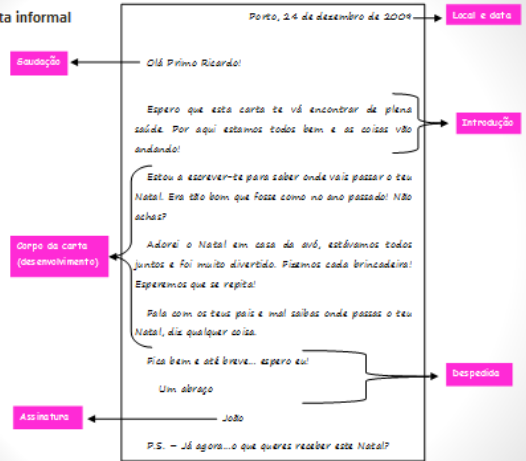 ta informal
Porto, 24 de dezembro de 2009
Local e data
Saudação
Olá Primo Ricardo!
Espero que esta carta te vá encontrar de plena
saúde. Por aqui estamos todos bem e as coisas vão
andando!
Introdução
Estou a escrever-te para saber onde vais passar o teu
Natal. Era tão bom que fosse como no ano passado! Não
achas?
Corpo da carta
(desenvolvimento)
Adorei o Natal em casa da avó, estávamos todos
juntos e foi muito divertido. Fizemos cada brincadeira!
Esperemos que se repita!
Fala com os teus pais e mal saibas onde passas o teu
Natal, diz qualquer coisa.
Fica bem e até breve... espero eu!
Um abraço
Despedida
Assinatura
João
P.S. – Já agora...o que queres receber este Natal?